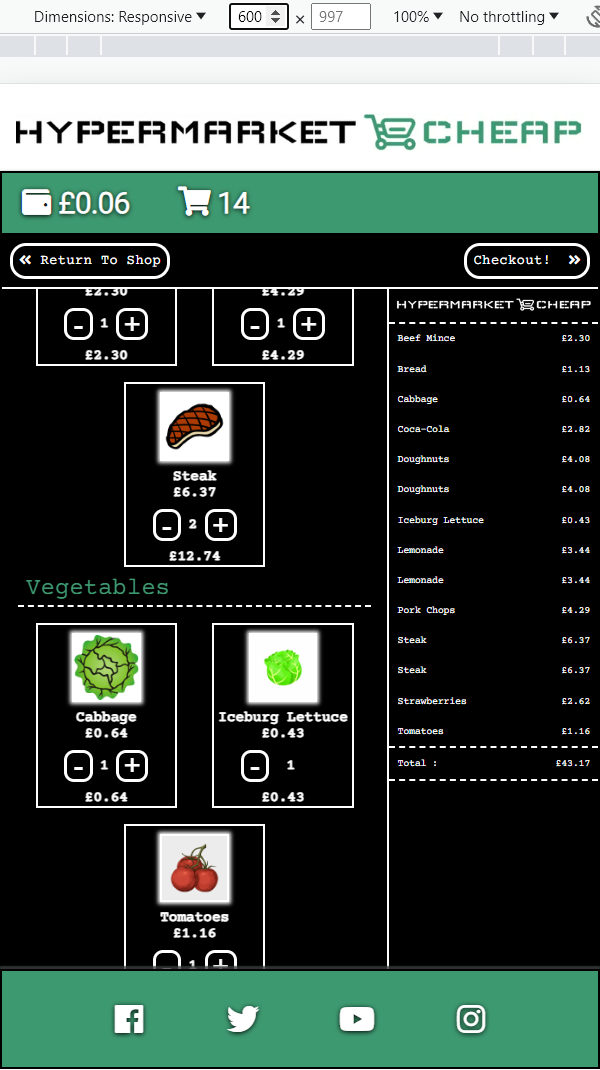 Dimensions: Responsive 600 × 997 100% No throttling
HYPERMARKET CHEAP
£0.06 14
Return To Shop
Checkout!
£2.30
- 1 +
£2.30
£4.29
- 1 +
£4.29
Steak
£6.37
- 2 +
£12.74
Vegetables
Cabbage
£0.64
- 1 +
£0.64
Iceburg Lettuce
£0.43
- 1
£0.43
Tomatoes
£1.16
- 1 +
HYPERMARKET CHEAP
Beef Mince £2.30
Bread £1.13
Cabbage £0.64
Coca-Cola £2.82
Doughnuts £4.08
Doughnuts £4.08
Iceburg Lettuce £0.43
Lemonade £3.44
Lemonade £3.44
Pork Chops £4.29
Steak £6.37
Steak £6.37
Strawberries £2.62
Tomatoes £1.16
Total : £43.17